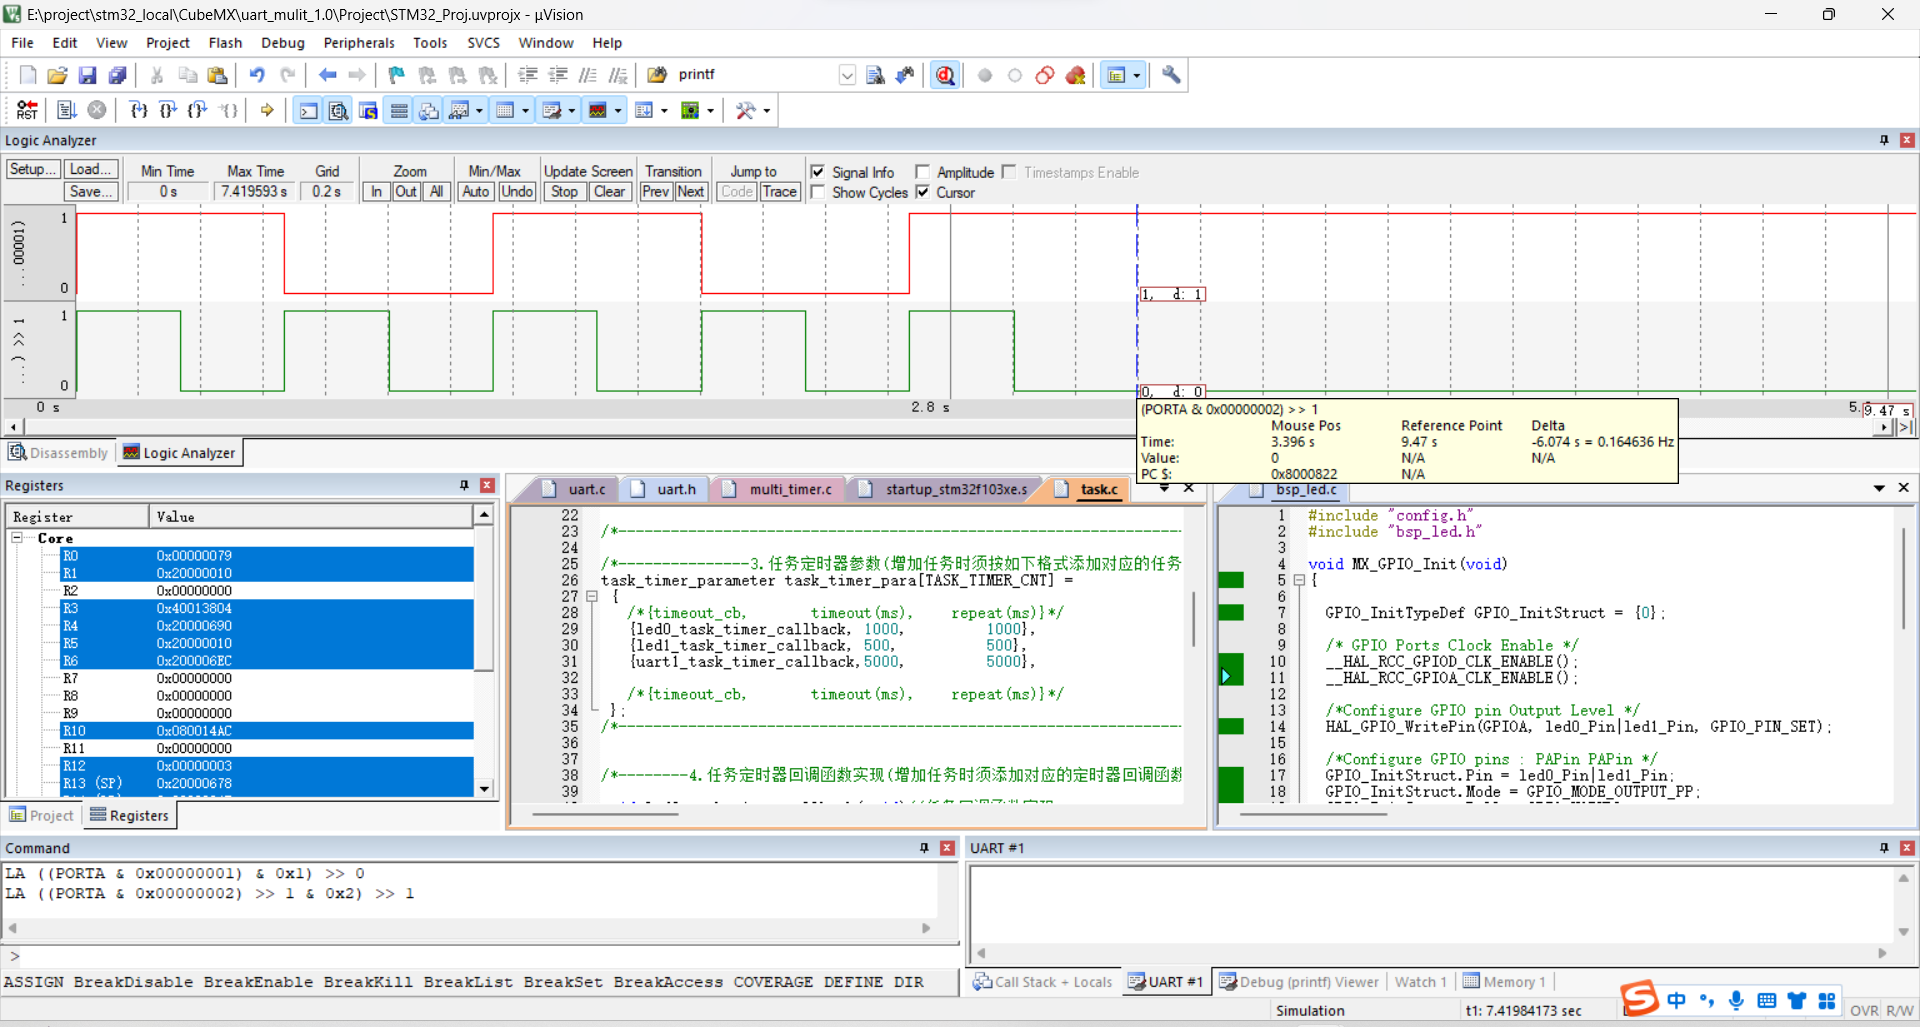 E:\project\stm32_local\CubeMX\uart_mulit_1.0\Project\STM32_Proj.uvprojx - µVision
File Edit View Project Flash Debug Peripherals Tools SVCS Window Help
printf
RST
Logic Analyzer
Setup... Load... Min Time Max Time Grid Zoom Min/Max Update Screen Transition Jump to Signal Info Amplitude Timestamps Enable
Save... 0 s 7.419593 s 0.2 s In Out All Auto Undo Stop Clear Prev Next Code Trace Show Cycles Cursor
...00001)
1
0
1, d: 1
...) >> 1
1
0
0, d: 0
0 s 2.8 s 9.47 s
(PORTA & 0x00000002) >> 1
Mouse Pos Reference Point Delta
Time: 3.396 s 9.47 s -6.074 s = 0.164636 Hz
Value: 0 N/A N/A
PC $: 0x8000822 N/A
Disassembly Logic Analyzer
Registers
Register Value
Core
R0 0x00000079
R1 0x20000010
R2 0x00000000
R3 0x40013804
R4 0x20000690
R5 0x20000010
R6 0x200006EC
R7 0x00000000
R8 0x00000000
R9 0x00000000
R10 0x080014AC
R11 0x00000000
R12 0x00000003
R13 (SP) 0x20000678
Project Registers
uart.c uart.h multi_timer.c startup_stm32f103xe.s task.c
22
23 /*----------------------------------------------------------------------
24
25 /*---------------3.任务定时器参数(增加任务时须按如下格式添加对应的任务
26 task_timer_parameter task_timer_para[TASK_TIMER_CNT] =
27 {
28 /*{timeout_cb, timeout(ms), repeat(ms)}*/
29 {led0_task_timer_callback, 1000, 1000},
30 {led1_task_timer_callback, 500, 500},
31 {uart1_task_timer_callback,5000, 5000},
32
33 /*{timeout_cb, timeout(ms), repeat(ms)}*/
34 };
35 /*----------------------------------------------------------------------
36
37
38 /*--------4.任务定时器回调函数实现(增加任务时须添加对应的定时器回调函数
39
bsp_led.c
1 #include "config.h"
2 #include "bsp_led.h"
3
4 void MX_GPIO_Init(void)
5 {
6
7 GPIO_InitTypeDef GPIO_InitStruct = {0};
8
9 /* GPIO Ports Clock Enable */
10 __HAL_RCC_GPIOD_CLK_ENABLE();
11 __HAL_RCC_GPIOA_CLK_ENABLE();
12
13 /*Configure GPIO pin Output Level */
14 HAL_GPIO_WritePin(GPIOA, led0_Pin|led1_Pin, GPIO_PIN_SET);
15
16 /*Configure GPIO pins : PAPin PAPin */
17 GPIO_InitStruct.Pin = led0_Pin|led1_Pin;
18 GPIO_InitStruct.Mode = GPIO_MODE_OUTPUT_PP;
Command
LA ((PORTA & 0x00000001) & 0x1) >> 0
LA ((PORTA & 0x00000002) >> 1 & 0x2) >> 1
>
ASSIGN BreakDisable BreakEnable BreakKill BreakList BreakSet BreakAccess COVERAGE DEFINE DIR
UART #1
Call Stack + Locals UART #1 Debug (printf) Viewer Watch 1 Memory 1
Simulation t1: 7.41984173 sec
中
OVR R/W